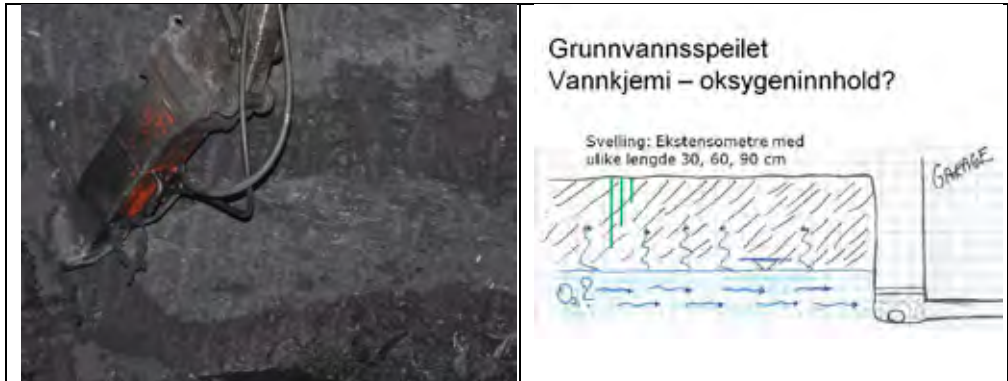 Grunnvannsspeilet
Vannkjemi – oksygeninnhold?
Svelling: Ekstensometre med
ulike lengde 30, 60, 90 cm
GARAGE
O₂?